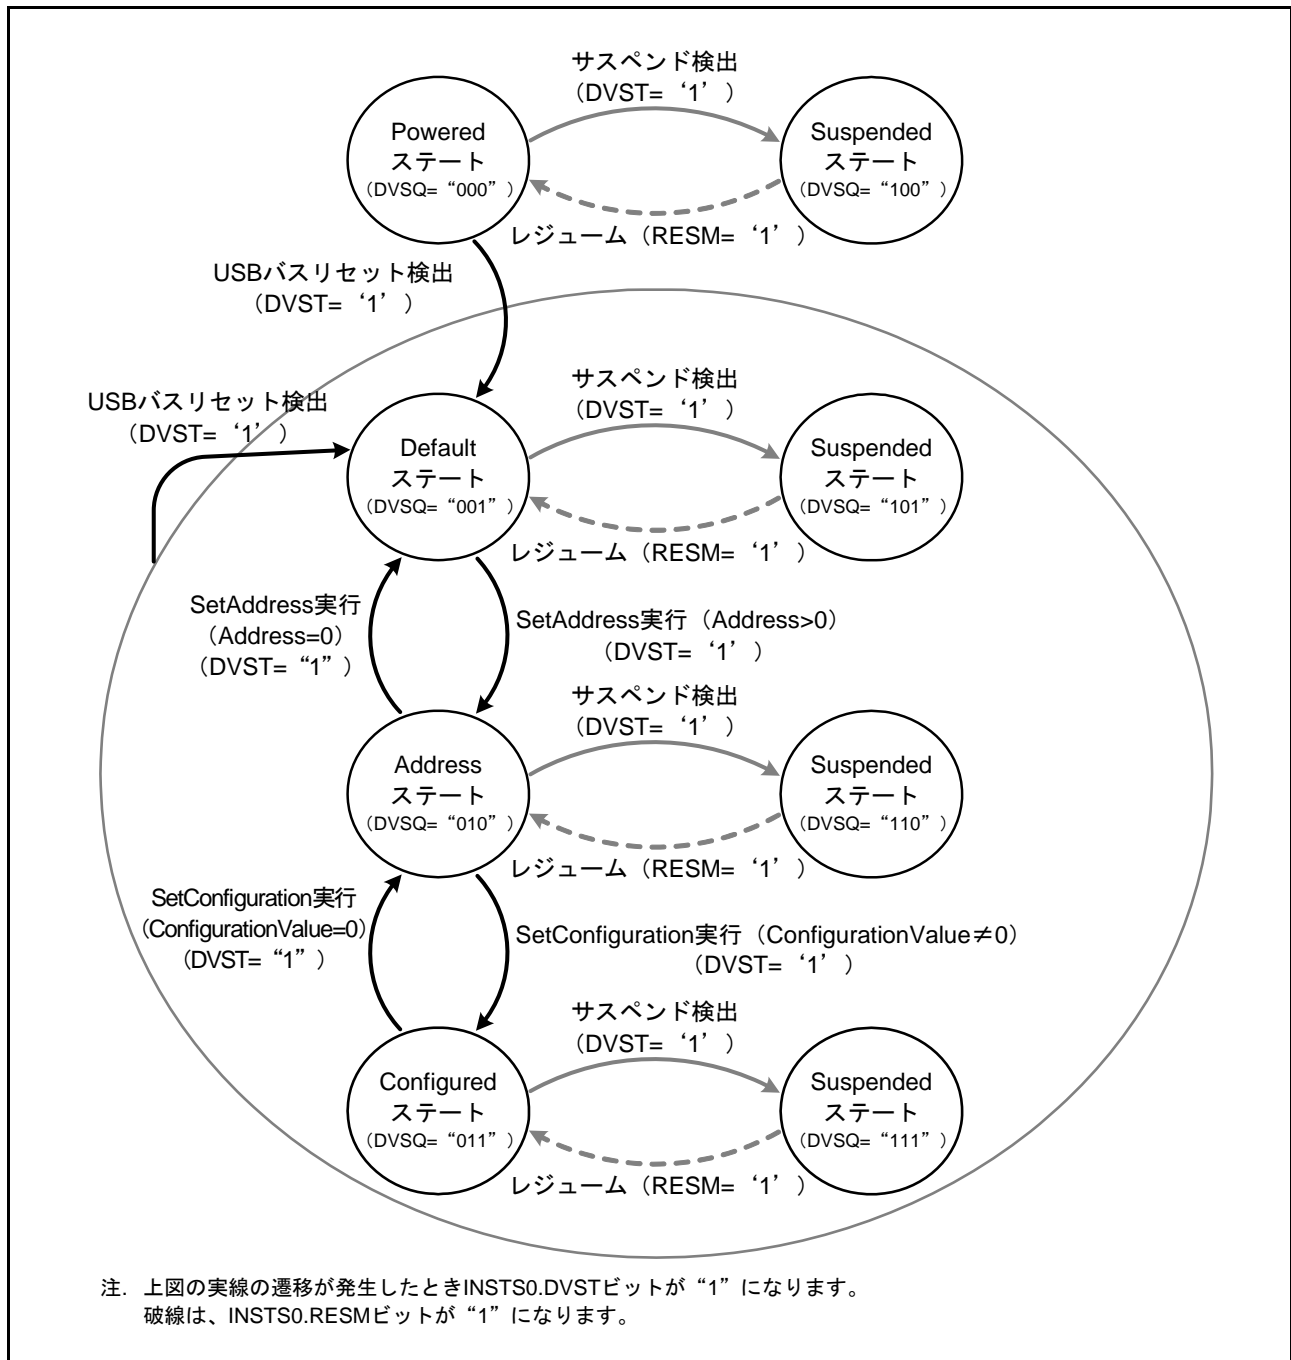 サスペンド検出
（DVST= ‘1’ ）
Powered
ステート
（DVSQ= “000” ）
Suspended
ステート
（DVSQ= “100” ）
レジューム（RESM= ‘1’ ）
USBバスリセット検出
（DVST= ‘1’ ）
USBバスリセット検出
（DVST= ‘1’ ）
サスペンド検出
（DVST= ‘1’ ）
Default
ステート
（DVSQ= “001” ）
Suspended
ステート
（DVSQ= “101” ）
レジューム（RESM= ‘1’ ）
SetAddress実行
（Address=0）
（DVST= “1” ）
SetAddress実行（Address>0）
（DVST= ‘1’ ）
サスペンド検出
（DVST= ‘1’ ）
Address
ステート
（DVSQ= “010” ）
Suspended
ステート
（DVSQ= “110” ）
レジューム（RESM= ‘1’ ）
SetConfiguration実行
（ConfigurationValue=0）
（DVST= “1” ）
SetConfiguration実行（ConfigurationValue≠0）
（DVST= ‘1’ ）
サスペンド検出
（DVST= ‘1’ ）
Configured
ステート
（DVSQ= “011” ）
Suspended
ステート
（DVSQ= “111” ）
レジューム（RESM= ‘1’ ）
注. 上図の実線の遷移が発生したときINSTS0.DVSTビットが“1” になります。
破線は、INSTS0.RESMビットが“1” になります。